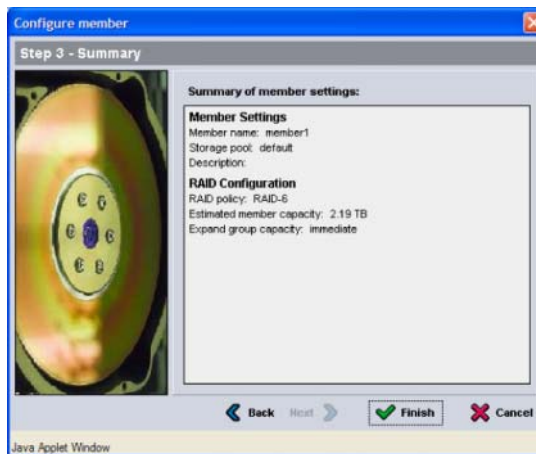 Configure member
Step 3 - Summary
Summary of member settings:
Member Settings
Member name: member1
Storage pool: default
Description:
RAID Configuration
RAID policy: RAID-6
Estimated member capacity: 2.19 TB
Expand group capacity: immediate
Back Next Finish Cancel
Java Applet Window